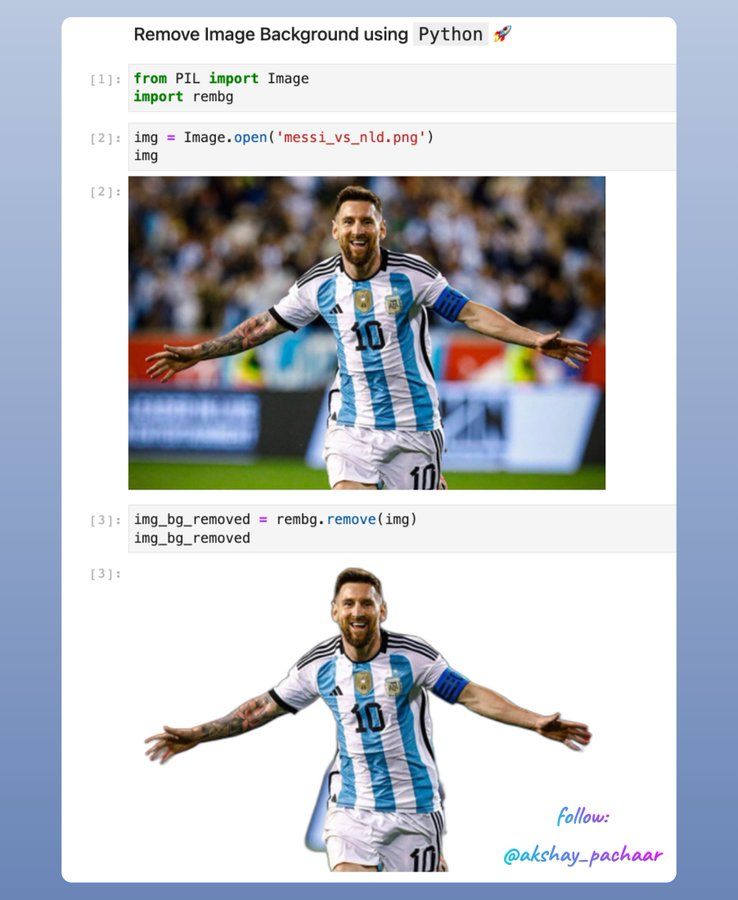 Remove Image Background using Python 🚀
[1]: from PIL import Image
import rembg
[2]: img = Image.open('messi_vs_nld.png')
img
[2]:
10
10
[3]: img_bg_removed = rembg.remove(img)
img_bg_removed
[3]:
10
10
follow:
@akshay_pachaar